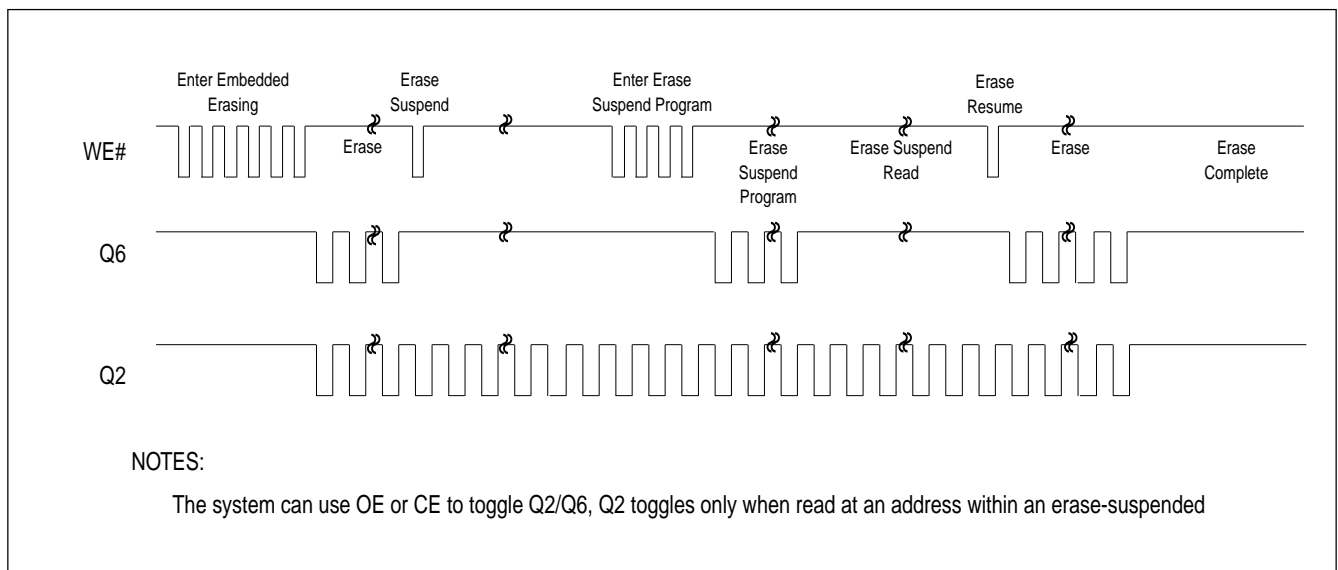 Enter Embedded
Erasing
Erase
Suspend
Enter Erase
Suspend Program
Erase
Resume
WE#
Erase
Erase
Suspend
Program
Erase Suspend
Read
Erase
Erase
Complete
Q6
Q2
NOTES:
The system can use OE or CE to toggle Q2/Q6, Q2 toggles only when read at an address within an erase-suspended